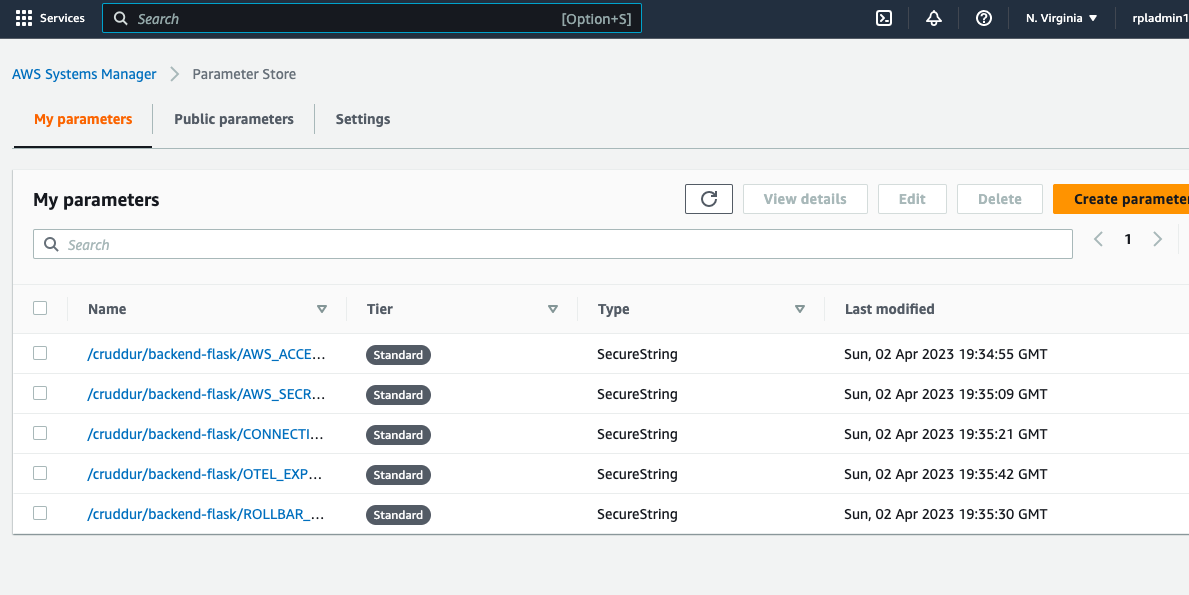 Services
Search [Option+S]
N. Virginia
rpladmin1
AWS Systems Manager
Parameter Store
My parameters
Public parameters
Settings
My parameters
View details
Edit
Delete
Create parameter
Search
1
Name Tier Type Last modified
/cruddur/backend-flask/AWS_ACCE... Standard SecureString Sun, 02 Apr 2023 19:34:55 GMT
/cruddur/backend-flask/AWS_SECR... Standard SecureString Sun, 02 Apr 2023 19:35:09 GMT
/cruddur/backend-flask/CONNECTI... Standard SecureString Sun, 02 Apr 2023 19:35:21 GMT
/cruddur/backend-flask/OTEL_EXP... Standard SecureString Sun, 02 Apr 2023 19:35:42 GMT
/cruddur/backend-flask/ROLLBAR_... Standard SecureString Sun, 02 Apr 2023 19:35:30 GMT